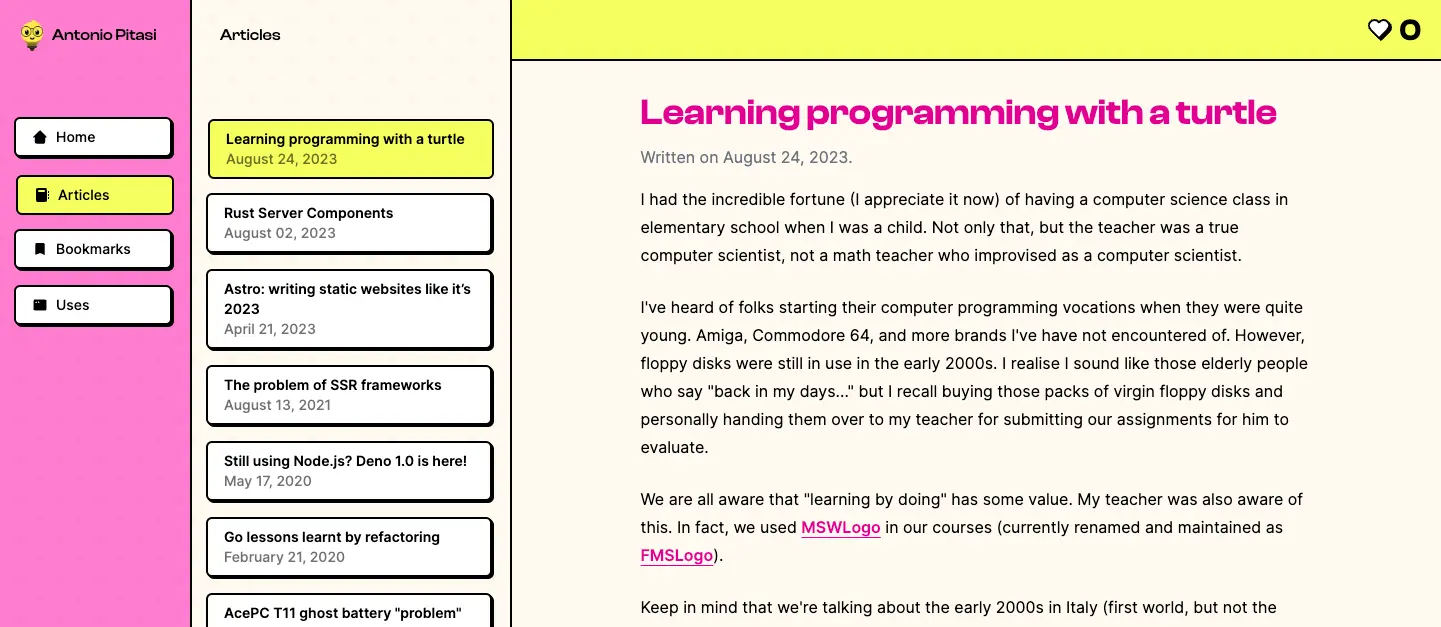 Antonio Pitasi
Home
Articles
Bookmarks
Uses
Articles
Learning programming with a turtle
August 24, 2023
Rust Server Components
August 02, 2023
Astro: writing static websites like it’s
2023
April 21, 2023
The problem of SSR frameworks
August 13, 2021
Still using Node.js? Deno 1.0 is here!
May 17, 2020
Go lessons learnt by refactoring
February 21, 2020
AcePC T11 ghost battery "problem"
0
Learning programming with a turtle
Written on August 24, 2023.
I had the incredible fortune (I appreciate it now) of having a computer science class in
elementary school when I was a child. Not only that, but the teacher was a true
computer scientist, not a math teacher who improvised as a computer scientist.
I've heard of folks starting their computer programming vocations when they were quite
young. Amiga, Commodore 64, and more brands I've have not encountered of. However,
floppy disks were still in use in the early 2000s. I realise I sound like those elderly people
who say "back in my days..." but I recall buying those packs of virgin floppy disks and
personally handing them over to my teacher for submitting our assignments for him to
evaluate.
We are all aware that "learning by doing" has some value. My teacher was also aware of
this. In fact, we used MSWLogo in our courses (currently renamed and maintained as
FMSLogo).
Keep in mind that we're talking about the early 2000s in Italy (first world, but not the